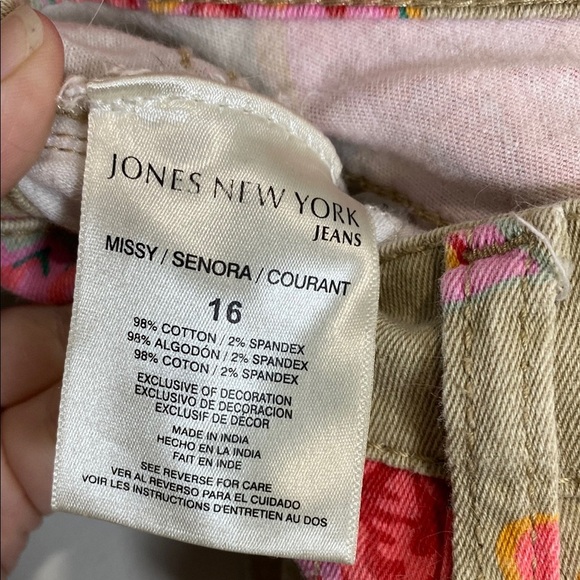 JONES NEW YORK
JEANS
MISSY / SENORA / COURANT
16
98% COTTON / 2% SPANDEX
98% ALGODÓN / 2% SPANDEX
98% COTON / 2% SPANDEX
EXCLUSIVE OF DECORATION
EXCLUSIVO DE DECORACION
EXCLUSIF DE DÉCOR
MADE IN INDIA
HECHO EN LA INDIA
FAIT EN INDE
SEE REVERSE FOR CARE
VER AL REVERSO PARA EL CUIDADO
VOIR LES INSTRUCTIONS D'ENTRETIEN AU DOS